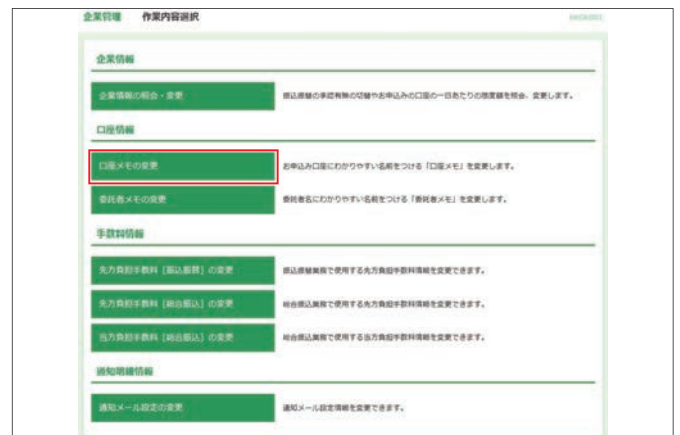 企業管理 作業内容選択
企業情報
企業情報の照会・変更
振込振替の承認有無の切替やお申込みの口座の一日あたりの限度額を照会、変更します。
口座情報
口座メモの変更
お申込み口座にわかりやすい名前をつける「口座メモ」を変更します。
委託者メモの変更
委託者名にわかりやすい名前をつける「委託者メモ」を変更します。
手数料情報
先方負担手数料［振込振替］の変更
振込振替業務で使用する先方負担手数料情報を変更できます。
先方負担手数料［総合振込］の変更
総合振込業務で使用する先方負担手数料情報を変更できます。
当方負担手数料［総合振込］の変更
総合振込業務で使用する当方負担手数料情報を変更できます。
通知明細情報
通知メール設定の変更
通知メール設定情報を変更できます。